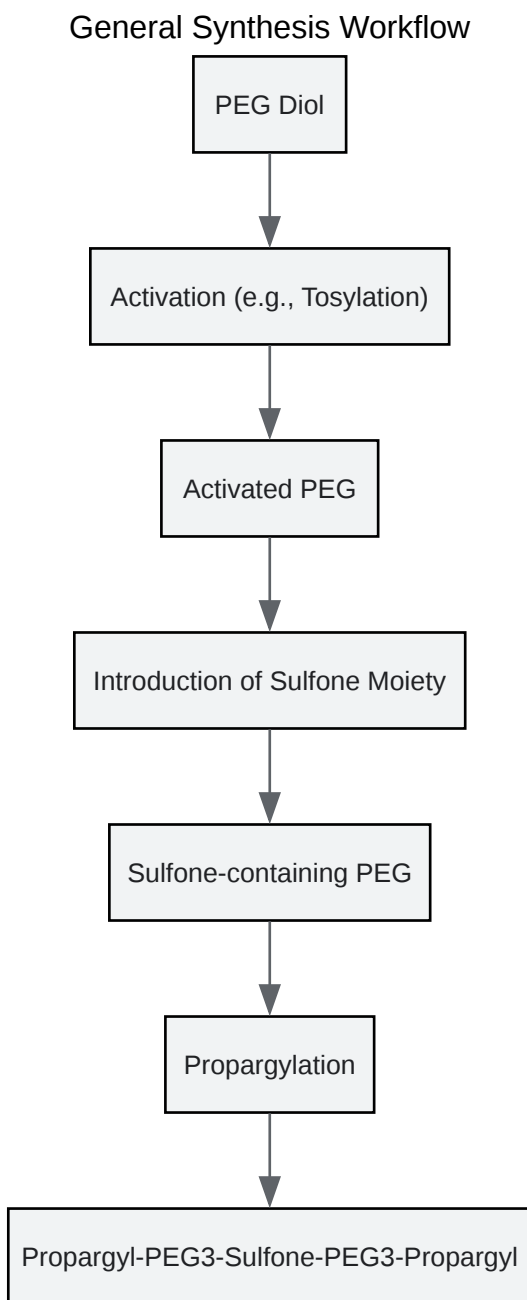 General Synthesis Workflow
PEG Diol
Activation (e.g., Tosylation)
Activated PEG
Introduction of Sulfone Moiety
Sulfone-containing PEG
Propargylation
Propargyl-PEG3-Sulfone-PEG3-Propargyl